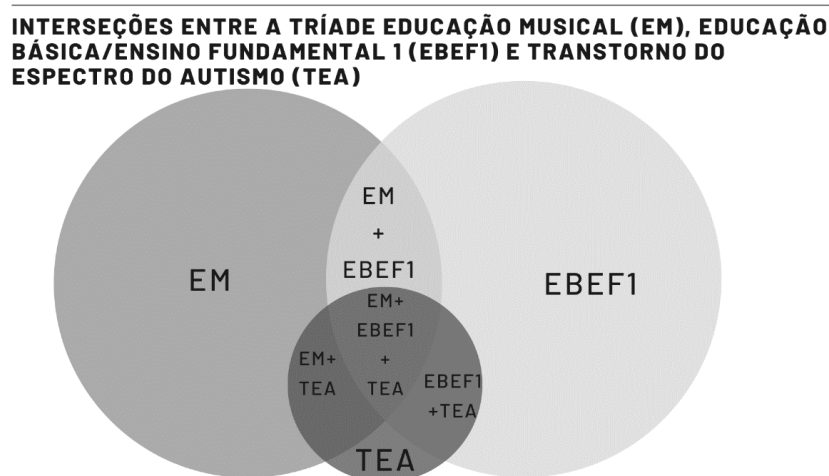 INTERSEÇÕES ENTRE A TRÍADE EDUCAÇÃO MUSICAL (EM), EDUCAÇÃO
BÁSICA/ENSINO FUNDAMENTAL 1 (EBEF1) E TRANSTORNO DO
ESPECTRO DO AUTISMO (TEA)
EM
+
EBEF1
EM
EBEF1
EM+
EBEF1
+
TEA
EM+
TEA
EBEF1
+TEA
TEA